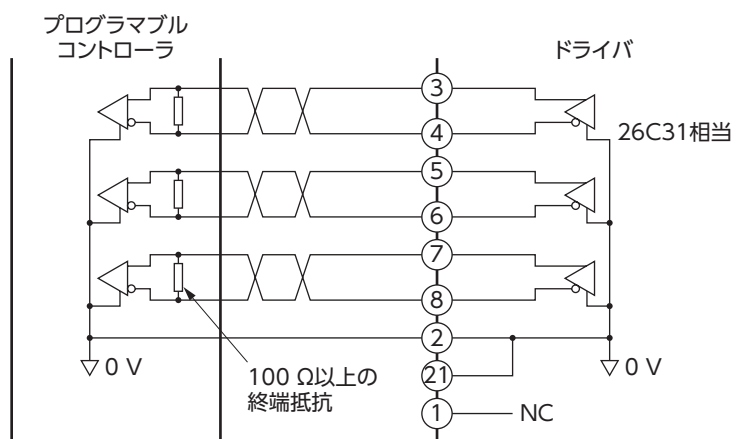 プログラマブル
コントローラ
ドライバ
3
4
26C31相当
5
6
7
8
2
0 V
0 V
100 Ω以上の
終端抵抗
21
1
NC